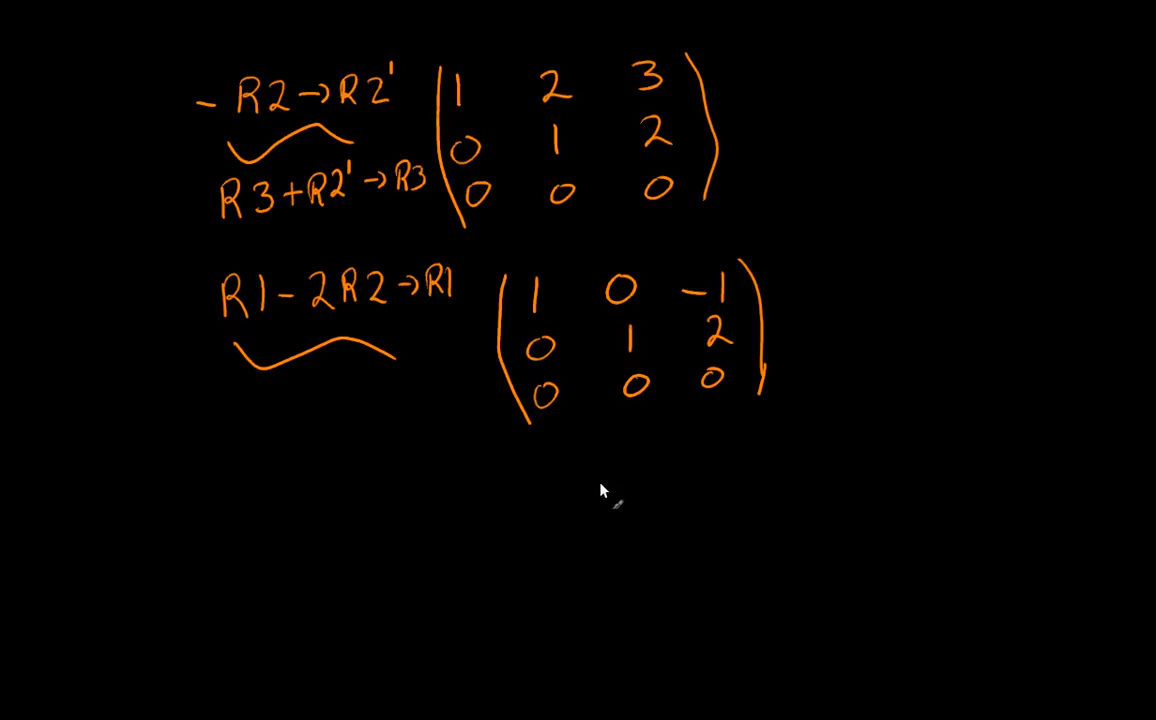 - R2 → R2' ( 1 2 3 )
0 1 2
R3 + R2' → R3 0 0 0
R1 - 2R2 → R1 ( 1 0 -1 )
0 1 2
0 0 0